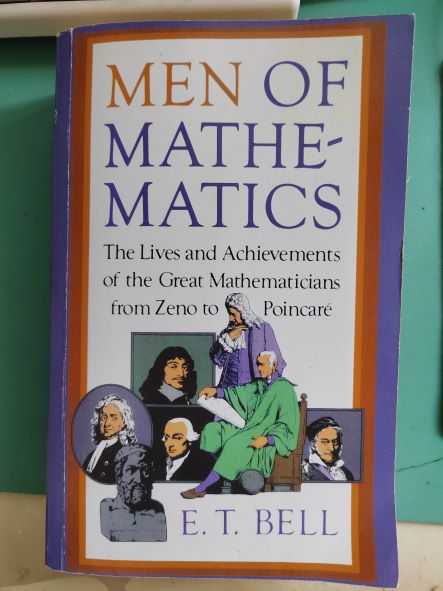 MEN OF
MATHE-
MATICS
The Lives and Achievements
of the Great Mathematicians
from Zeno to Poincaré
E. T. BELL